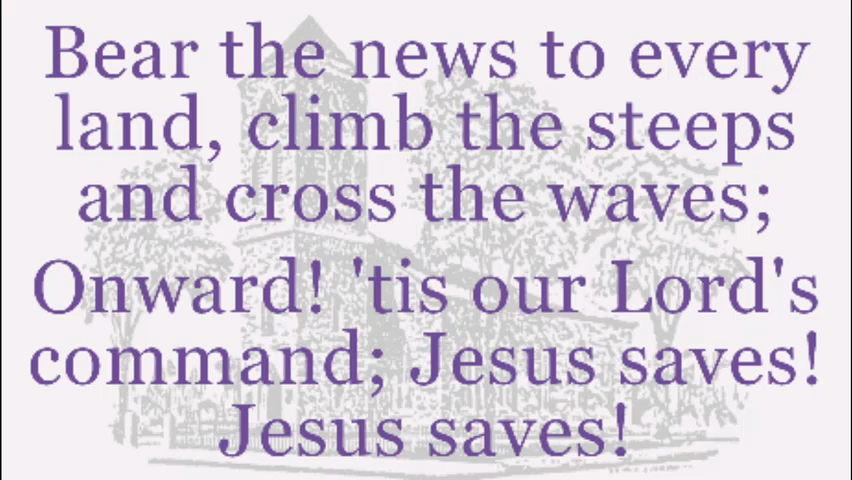 Bear the news to every
land, climb the steeps
and cross the waves;
Onward! 'tis our Lord's
command; Jesus saves!
Jesus saves!